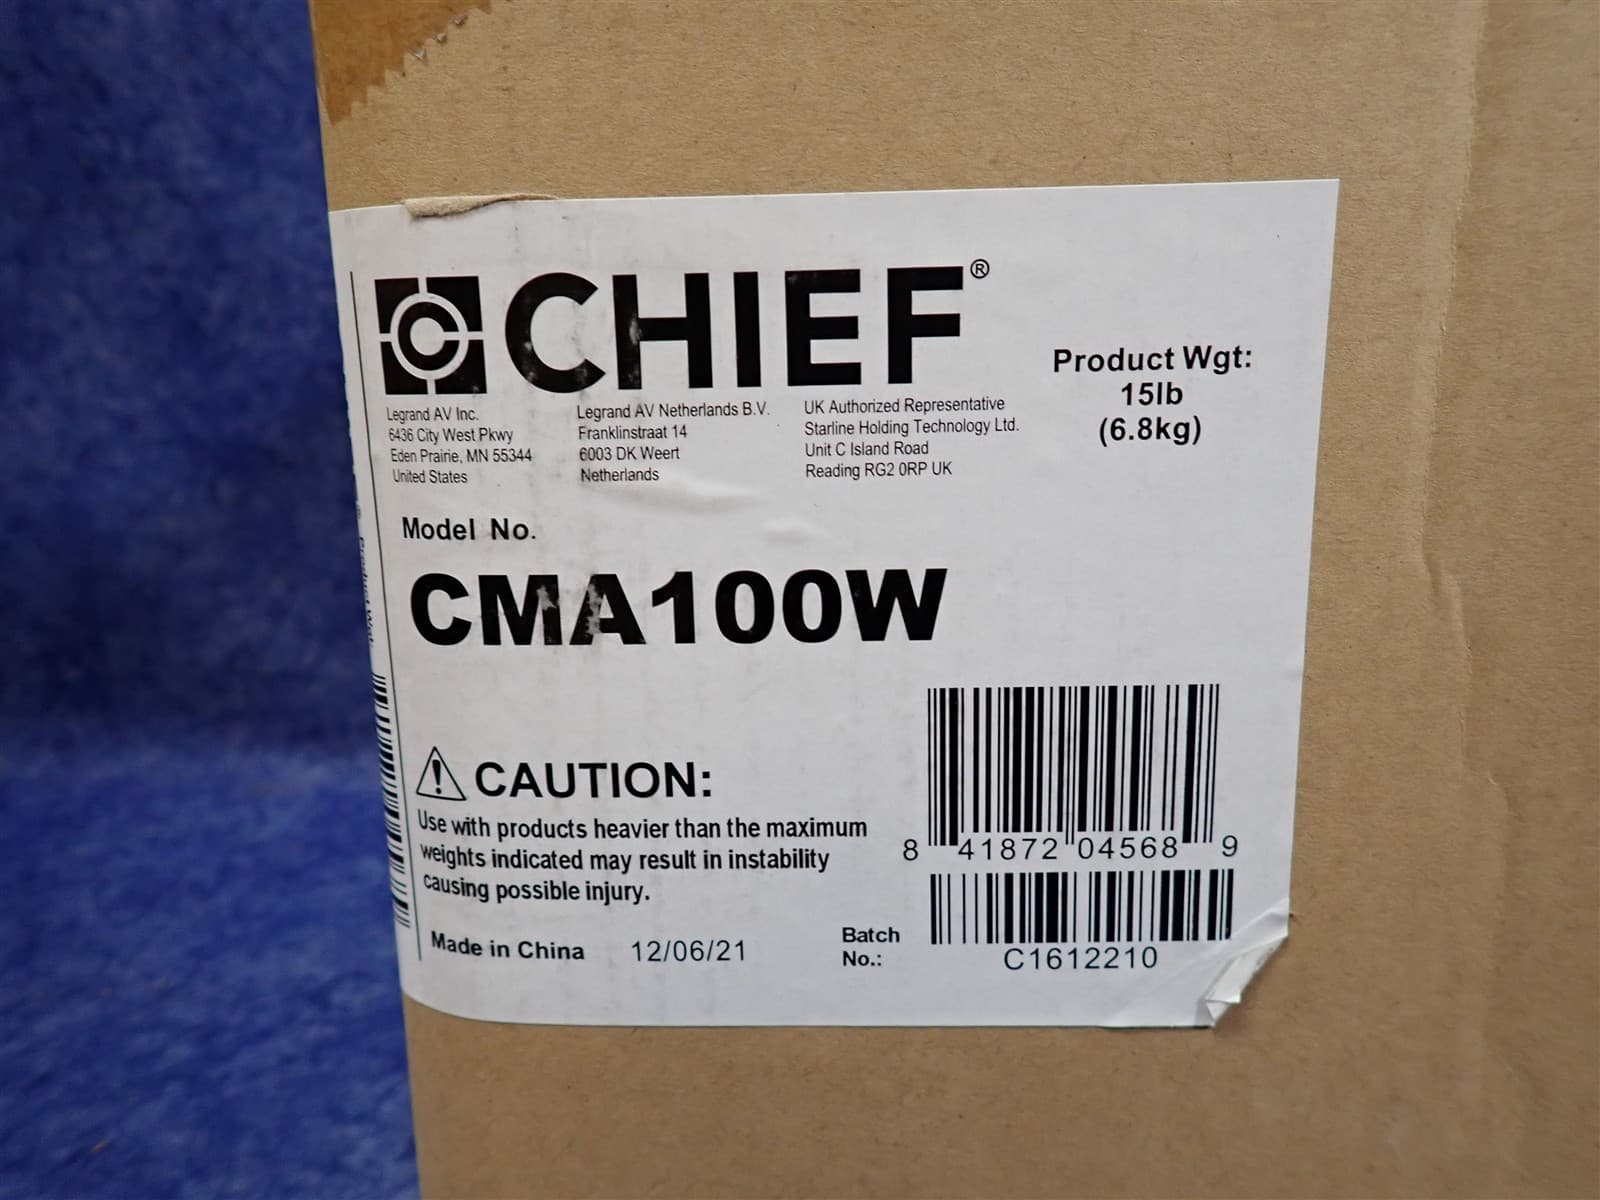 CHIEF®
Legrand AV Inc.
6436 City West Pkwy
Eden Prairie, MN 55344
United States
Legrand AV Netherlands B.V.
Franklinstraat 14
6003 DK Weert
Netherlands
UK Authorized Representative
Starline Holding Technology Ltd.
Unit C Island Road
Reading RG2 0RP UK
Product Wgt:
15lb
(6.8kg)
Model No.
CMA100W
CAUTION:
Use with products heavier than the maximum
weights indicated may result in instability
causing possible injury.
8 41872 04568 9
Made in China 12/06/21
Batch
No.:
C1612210